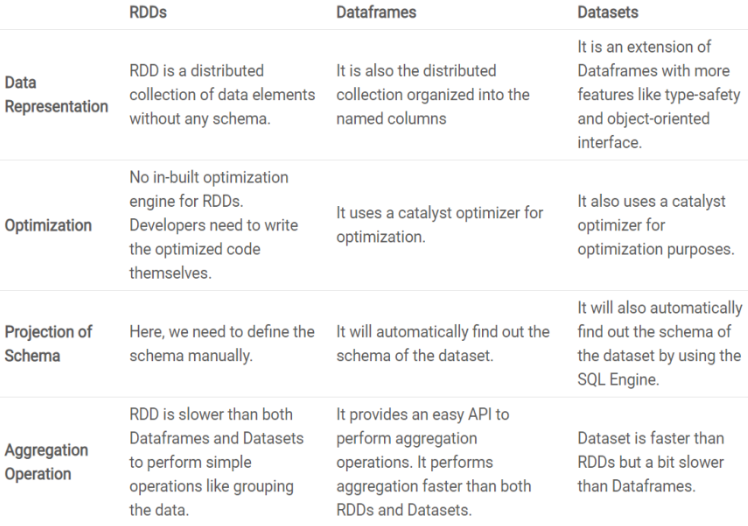 RDDs Dataframes Datasets
Data
Representation
RDD is a distributed
collection of data elements
without any schema.
It is also the distributed
collection organized into the
named columns
It is an extension of
Dataframes with more
features like type-safety
and object-oriented
interface.
Optimization
No in-built optimization
engine for RDDs.
Developers need to write
the optimized code
themselves.
It uses a catalyst optimizer for
optimization.
It also uses a catalyst
optimizer for
optimization purposes.
Projection of
Schema
Here, we need to define the
schema manually.
It will automatically find out the
schema of the dataset.
It will also automatically
find out the schema of
the dataset by using the
SQL Engine.
Aggregation
Operation
RDD is slower than both
Dataframes and Datasets
to perform simple
operations like grouping
the data.
It provides an easy API to
perform aggregation
operations. It performs
aggregation faster than both
RDDs and Datasets.
Dataset is faster than
RDDs but a bit slower
than Dataframes.